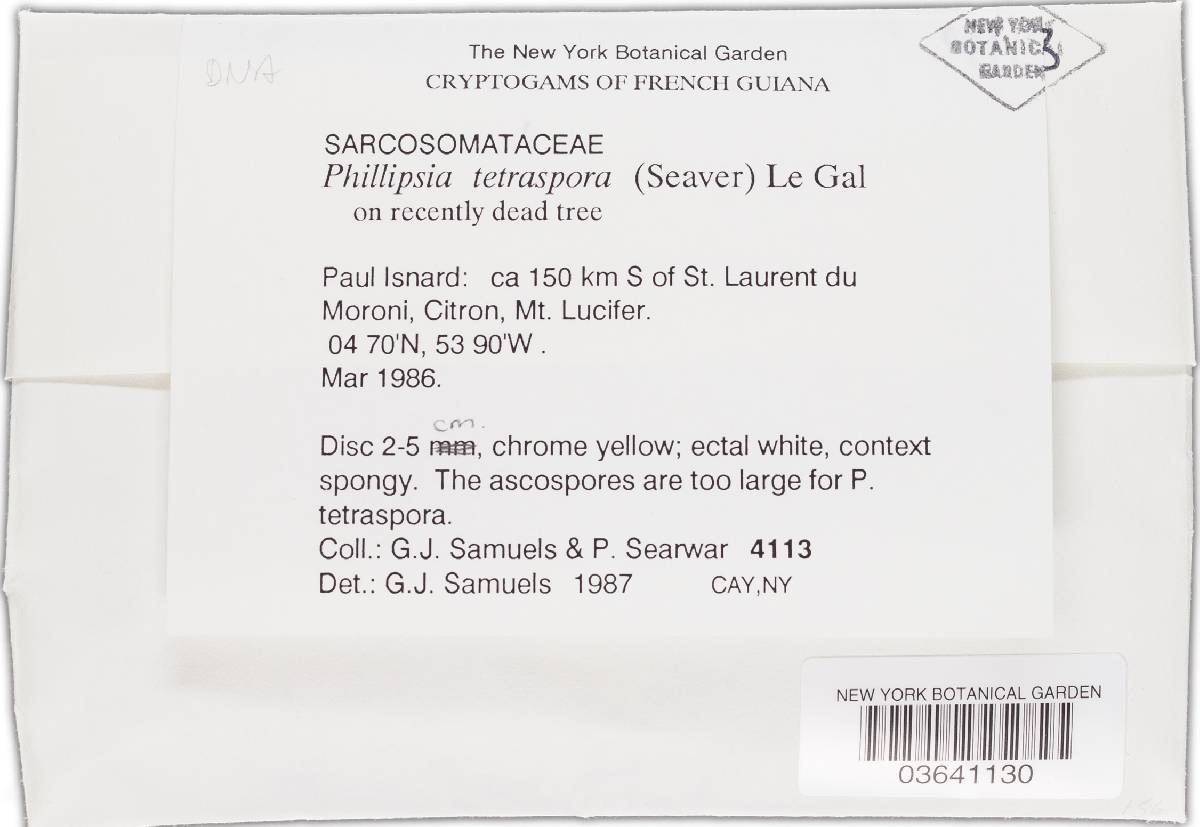 DNA
The New York Botanical Garden
CRYPTOGAMS OF FRENCH GUIANA
NEW YORK
BOTANICAL
GARDEN
3
SARCOSOMATACEAE
Phillipsia tetraspora (Seaver) Le Gal
on recently dead tree
Paul Isnard: ca 150 km S of St. Laurent du
Moroni, Citron, Mt. Lucifer.
04 70'N, 53 90'W .
Mar 1986.
cm.
Disc 2-5 mm, chrome yellow; ectal white, context
spongy. The ascospores are too large for P.
tetraspora.
Coll.: G.J. Samuels & P. Searwar 4113
Det.: G.J. Samuels 1987 CAY,NY
NEW YORK BOTANICAL GARDEN
03641130